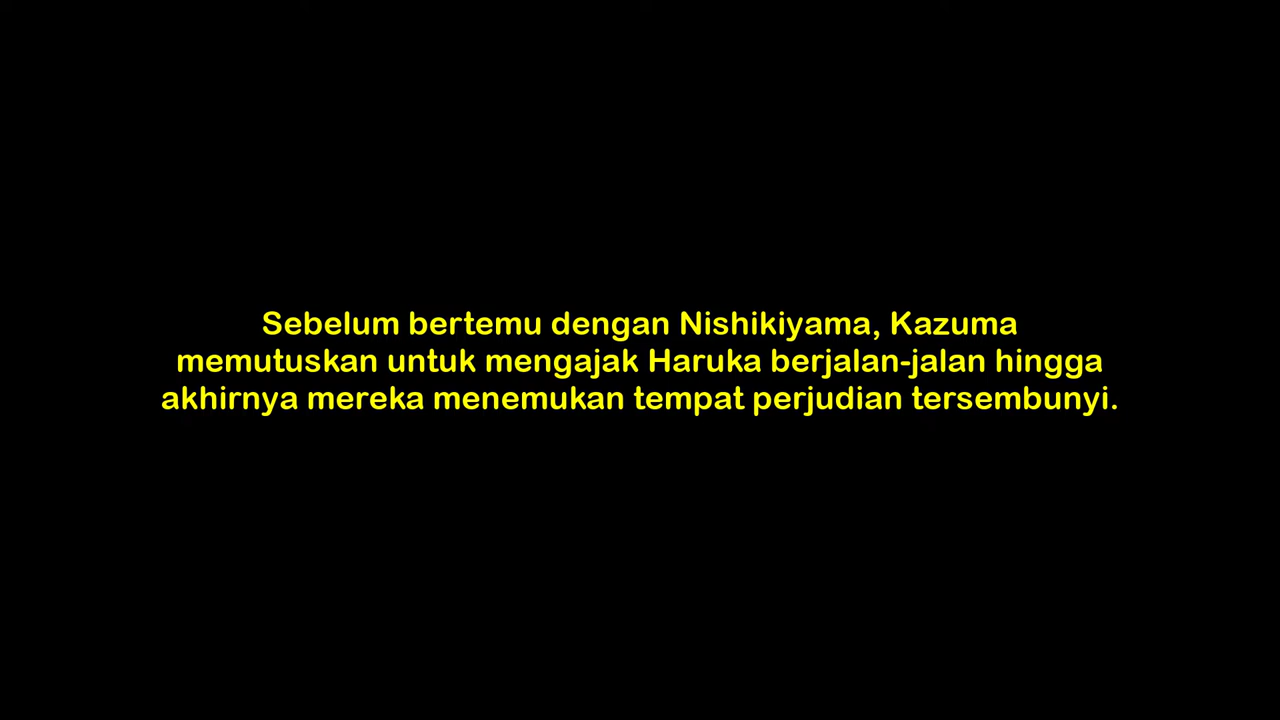 Sebelum bertemu dengan Nishikiyama, Kazuma
memutuskan untuk mengajak Haruka berjalan-jalan hingga
akhirnya mereka menemukan tempat perjudian tersembunyi.